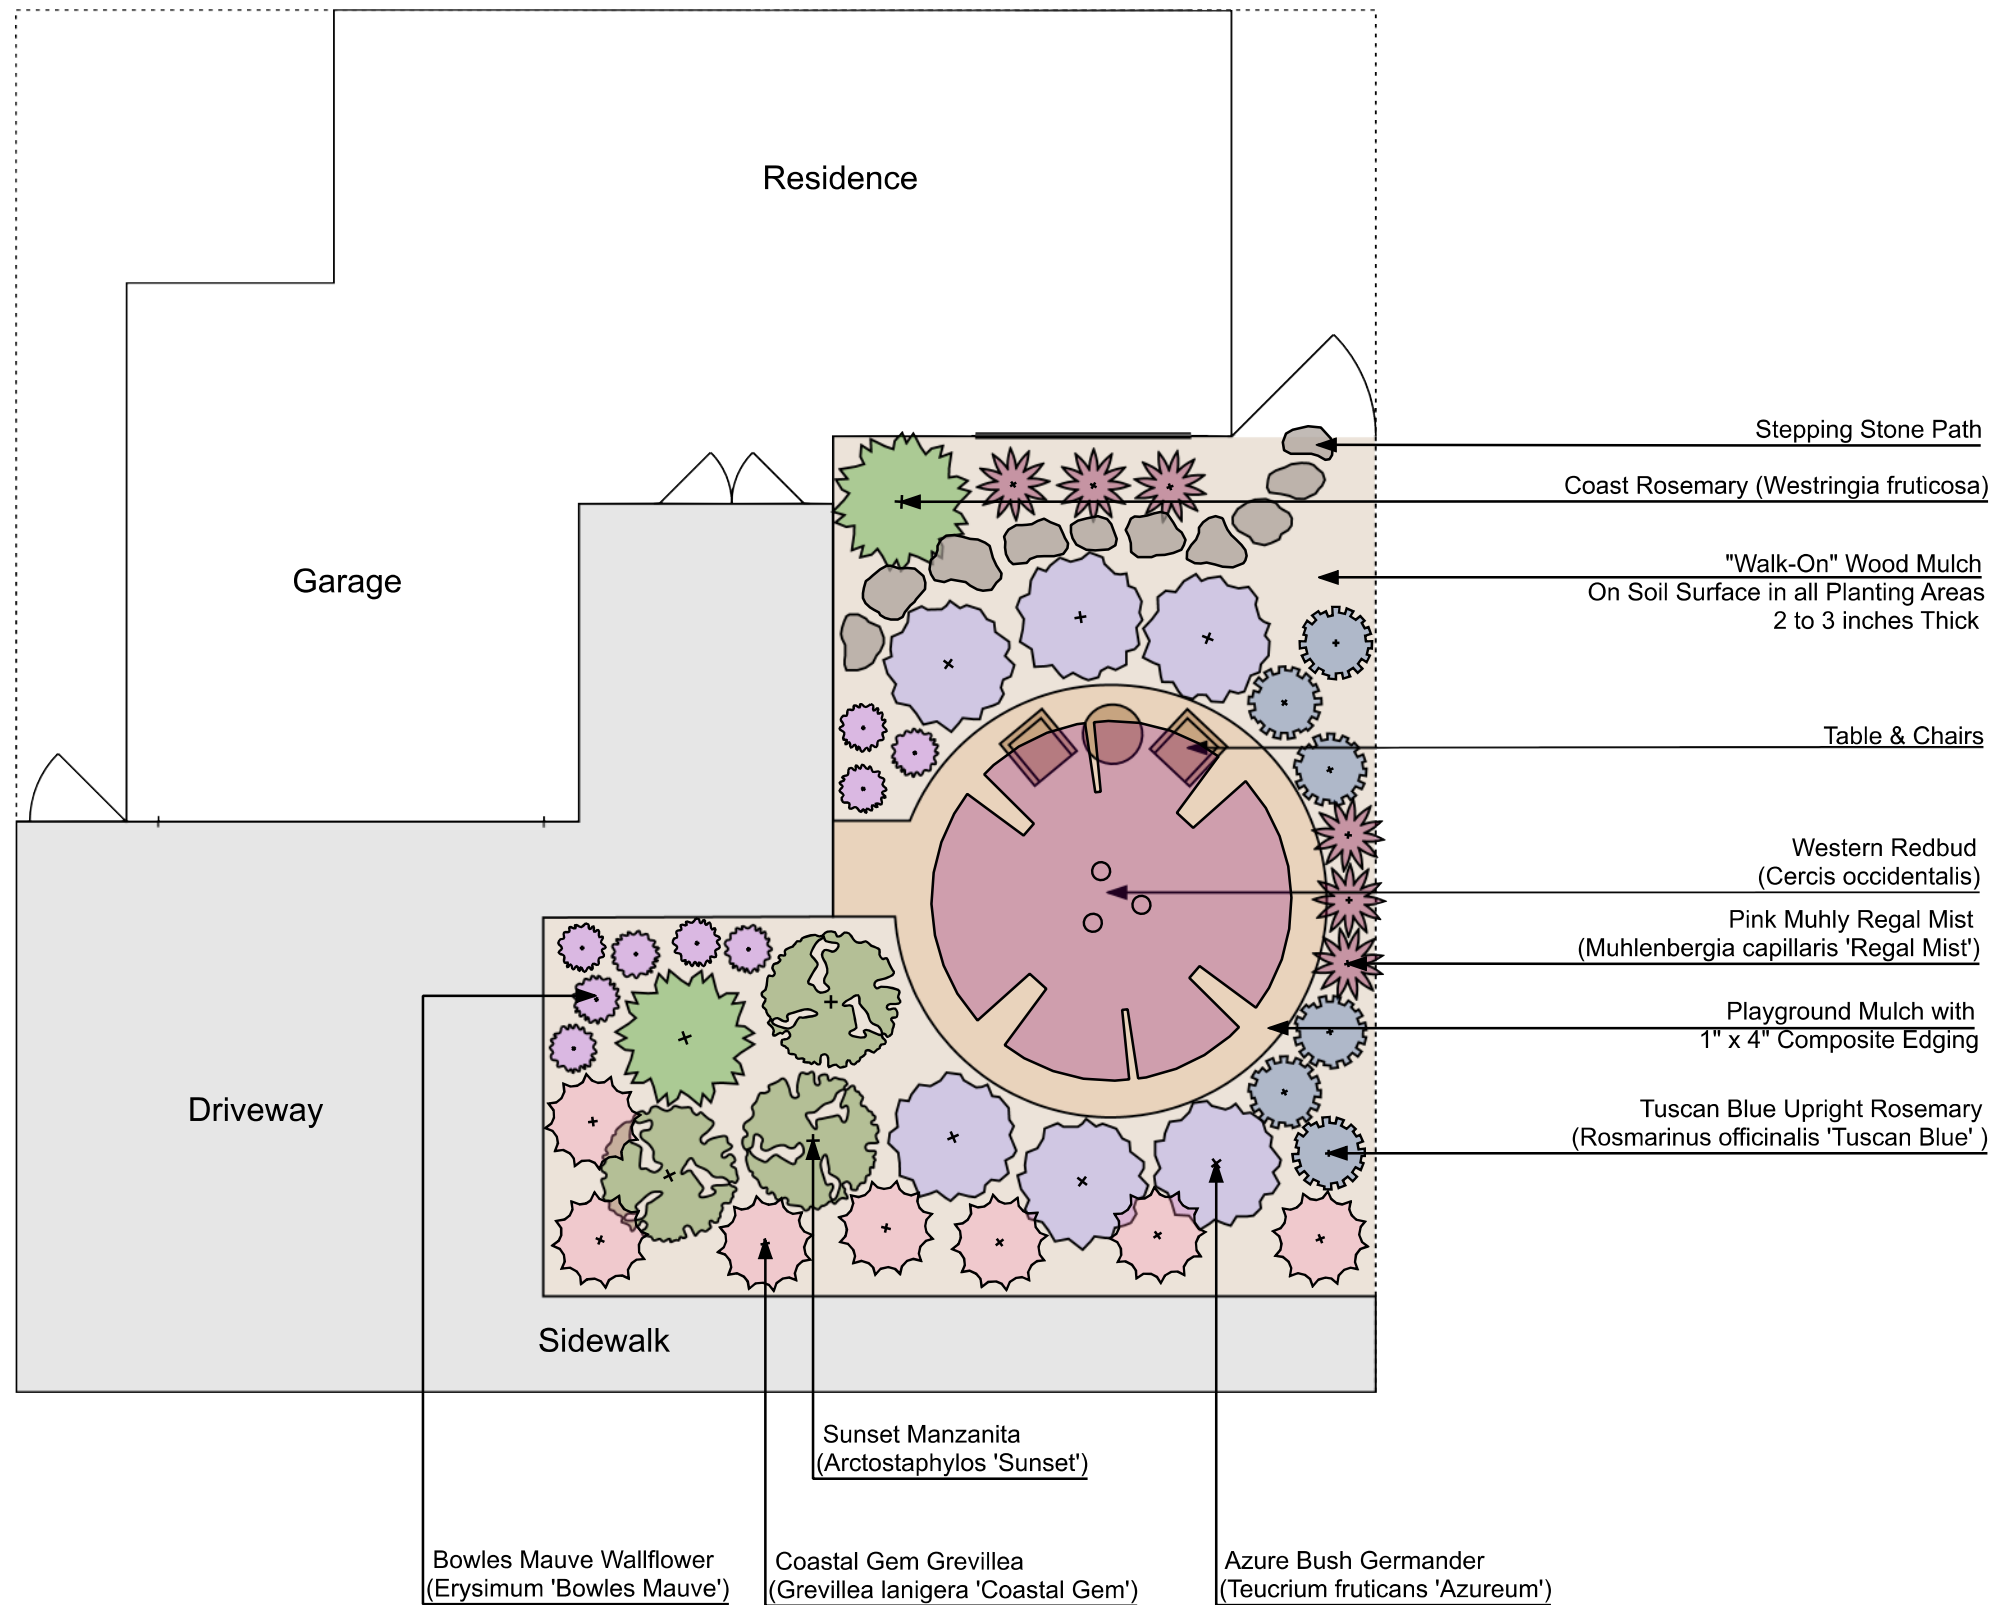 Residence
Garage
Driveway
Sidewalk
Stepping Stone Path
Coast Rosemary (Westringia fruticosa)
"Walk-On" Wood Mulch
On Soil Surface in all Planting Areas
2 to 3 inches Thick
Table & Chairs
Western Redbud
(Cercis occidentalis)
Pink Muhly Regal Mist
(Muhlenbergia capillaris 'Regal Mist')
Playground Mulch with
1" x 4" Composite Edging
Tuscan Blue Upright Rosemary
(Rosmarinus officinalis 'Tuscan Blue' )
Sunset Manzanita
(Arctostaphylos 'Sunset')
Bowles Mauve Wallflower
(Erysimum 'Bowles Mauve')
Coastal Gem Grevillea
(Grevillea lanigera 'Coastal Gem')
Azure Bush Germander
(Teucrium fruticans 'Azureum')